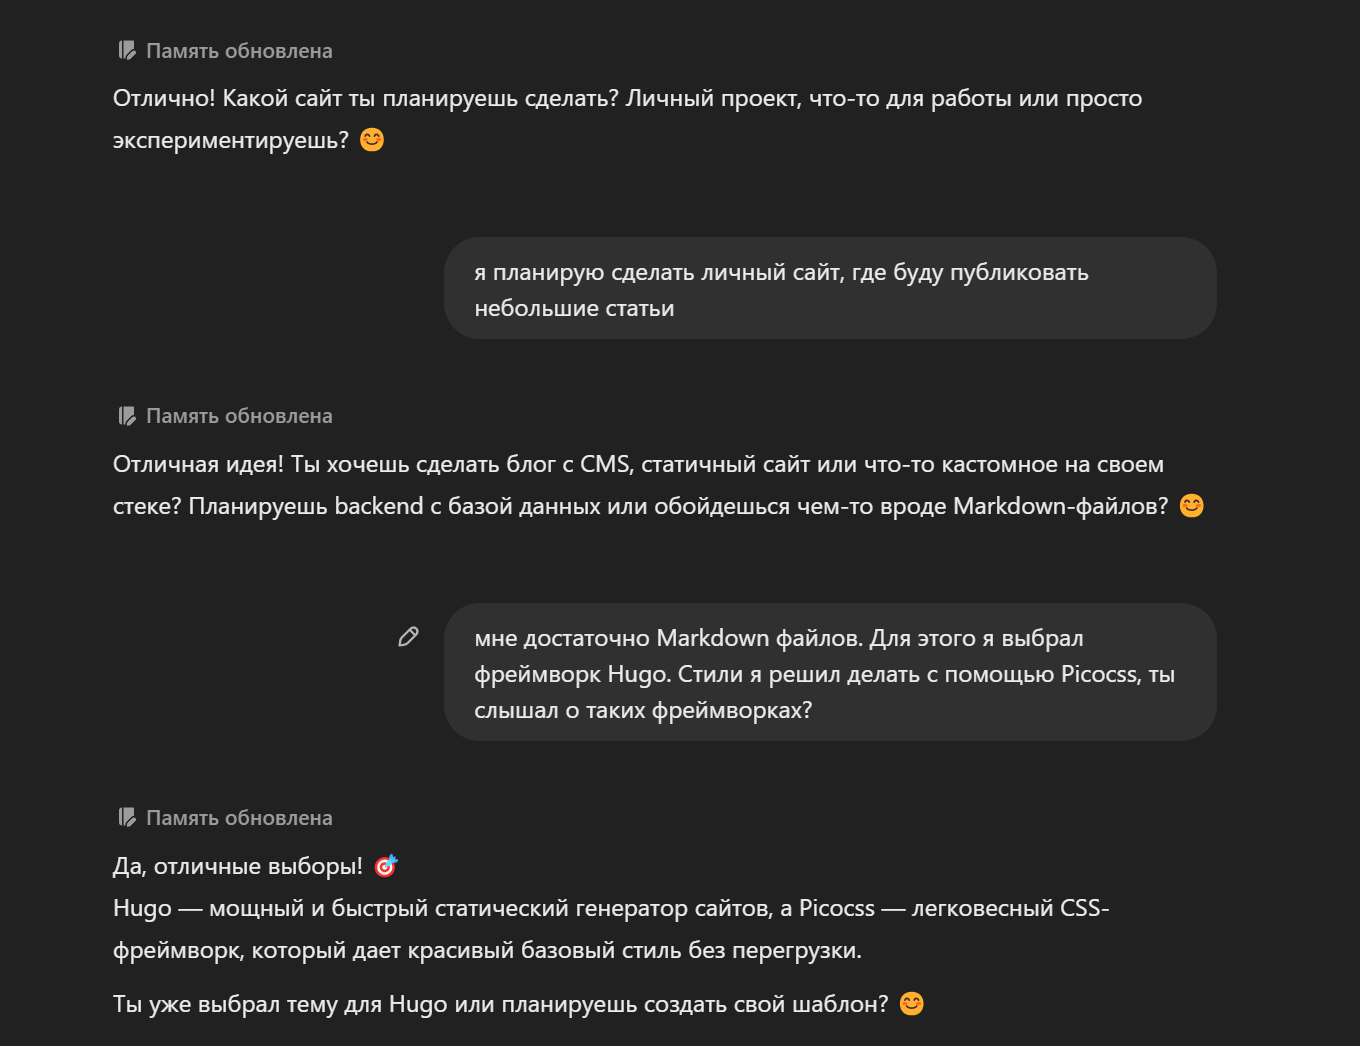 Память обновлена
Отлично! Какой сайт ты планируешь сделать? Личный проект, что-то для работы или просто
экспериментируешь? 😊
я планирую сделать личный сайт, где буду публиковать
небольшие статьи
Память обновлена
Отличная идея! Ты хочешь сделать блог с CMS, статичный сайт или что-то кастомное на своем
стеке? Планируешь backend с базой данных или обойдешься чем-то вроде Markdown-файлов? 😊
мне достаточно Markdown файлов. Для этого я выбрал
фреймворк Hugo. Стили я решил делать с помощью Picocss, ты
слышал о таких фреймворках?
Память обновлена
Да, отличные выборы! 🎯
Hugo — мощный и быстрый статический генератор сайтов, а Picocss — легковесный CSS-
фреймворк, который дает красивый базовый стиль без перегрузки.
Ты уже выбрал тему для Hugo или планируешь создать свой шаблон? 😊